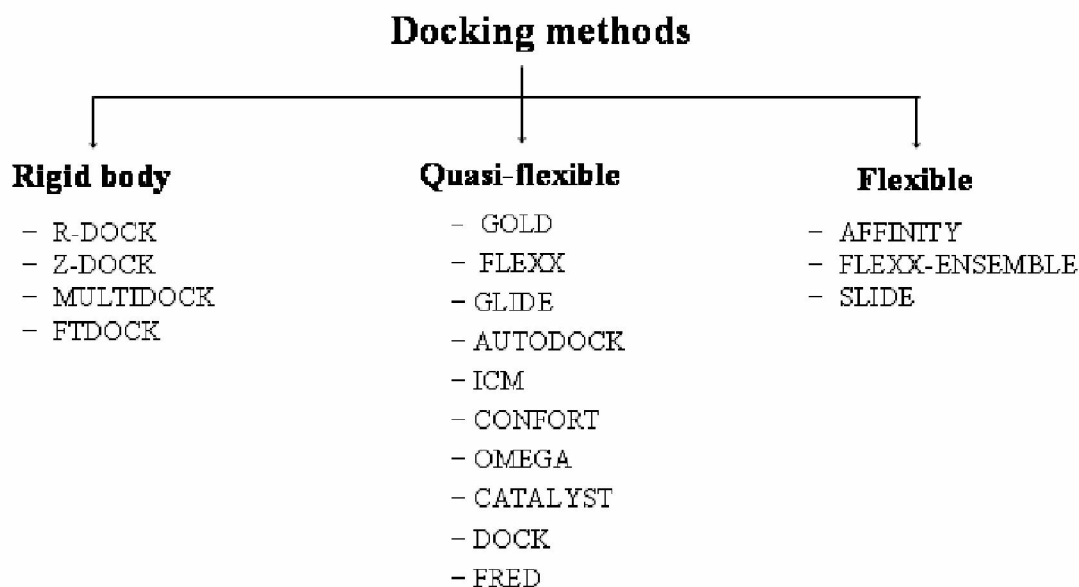 Docking methods
Rigid body
– R-DOCK
– Z-DOCK
– MULTIDOCK
– FTDOCK
Quasi-flexible
– GOLD
– FLEXX
– GLIDE
– AUTODOCK
– ICM
– CONFORT
– OMEGA
– CATALYST
– DOCK
– FRED
Flexible
– AFFINITY
– FLEXX-ENSEMBLE
– SLIDE